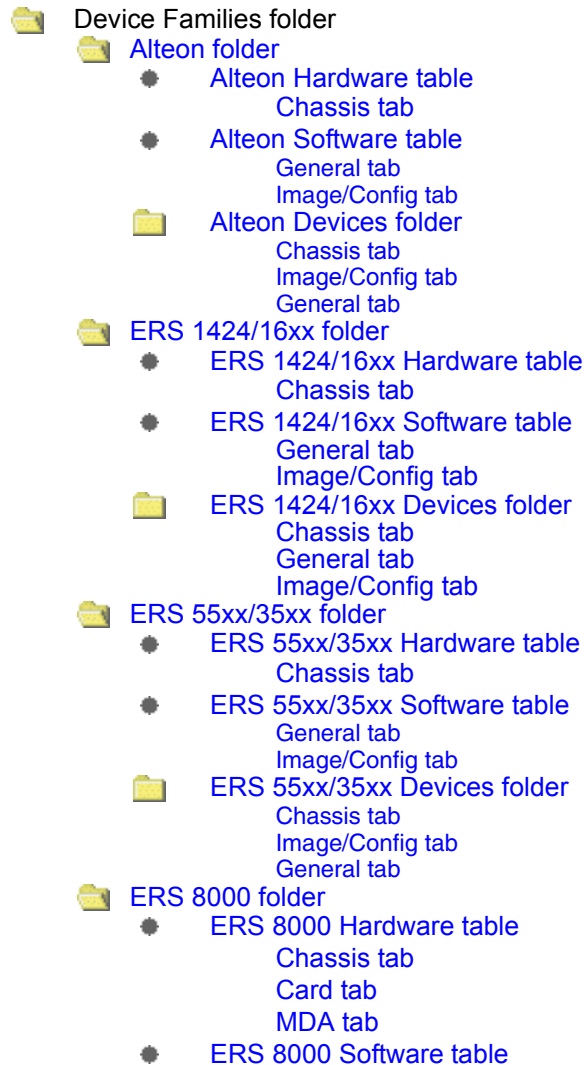 Device Families folder
Alteon folder
Alteon Hardware table
Chassis tab
Alteon Software table
General tab
Image/Config tab
Alteon Devices folder
Chassis tab
Image/Config tab
General tab
ERS 1424/16xx folder
ERS 1424/16xx Hardware table
Chassis tab
ERS 1424/16xx Software table
General tab
Image/Config tab
ERS 1424/16xx Devices folder
Chassis tab
General tab
Image/Config tab
ERS 55xx/35xx folder
ERS 55xx/35xx Hardware table
Chassis tab
ERS 55xx/35xx Software table
General tab
Image/Config tab
ERS 55xx/35xx Devices folder
Chassis tab
Image/Config tab
General tab
ERS 8000 folder
ERS 8000 Hardware table
Chassis tab
Card tab
MDA tab
ERS 8000 Software table